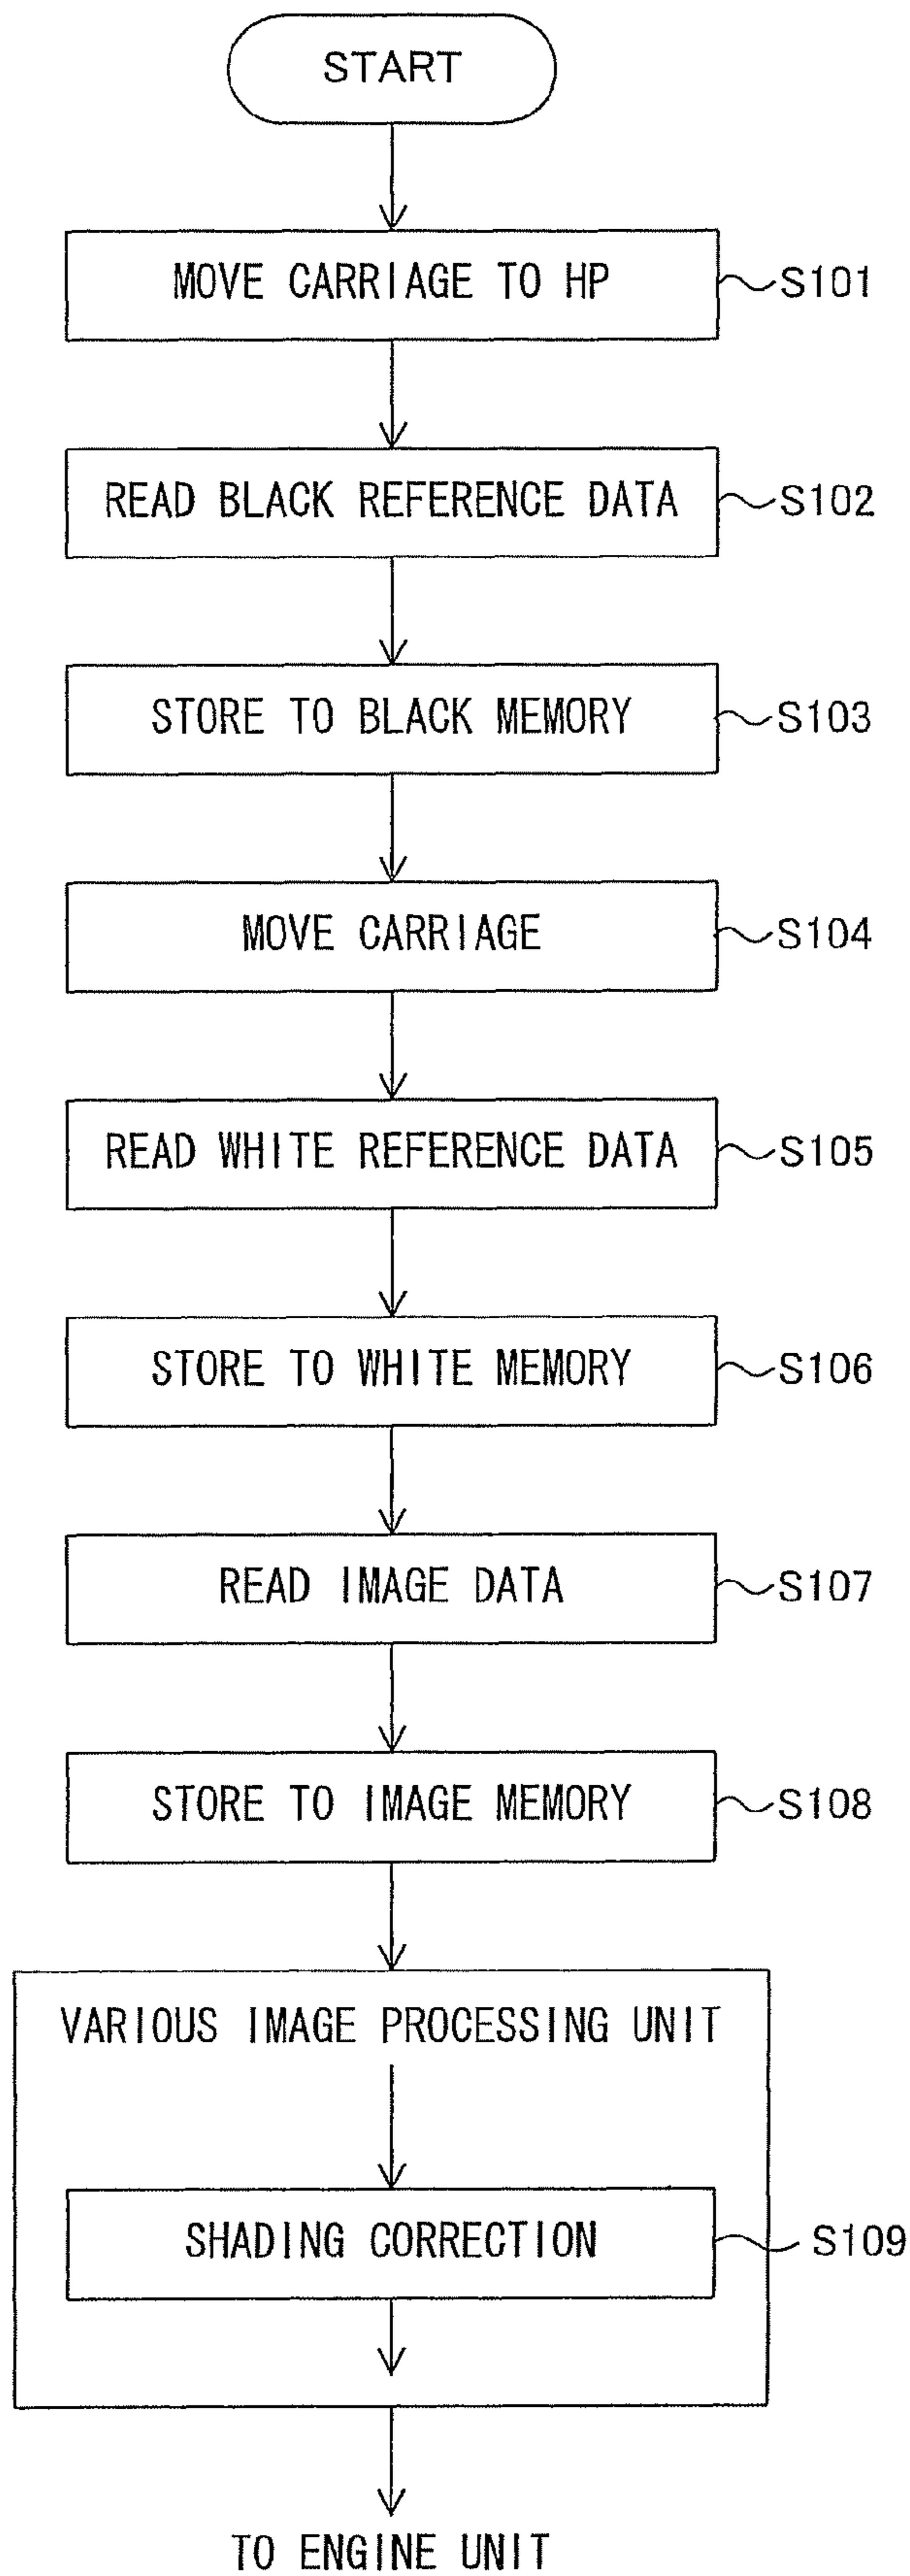 START
MOVE CARRIAGE TO HP S101
READ BLACK REFERENCE DATA S102
STORE TO BLACK MEMORY S103
MOVE CARRIAGE S104
READ WHITE REFERENCE DATA S105
STORE TO WHITE MEMORY S106
READ IMAGE DATA S107
STORE TO IMAGE MEMORY S108
VARIOUS IMAGE PROCESSING UNIT
SHADING CORRECTION S109
TO ENGINE UNIT